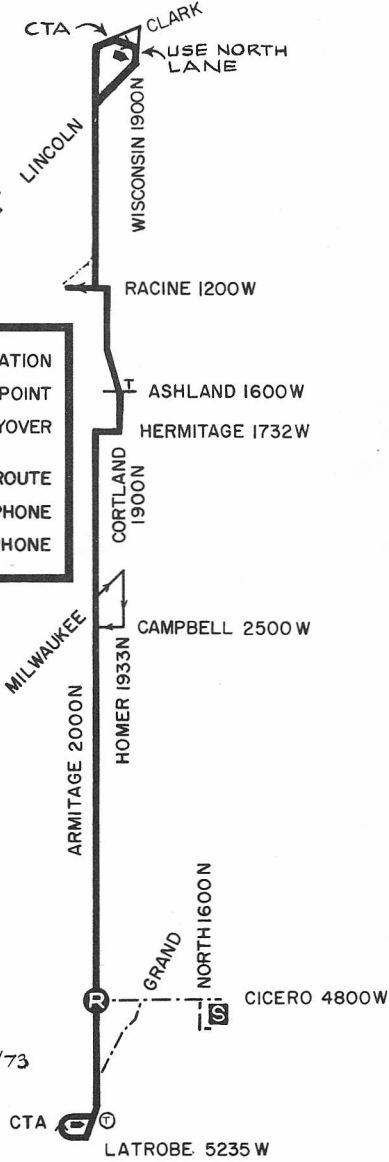 CTA
CLARK
USE NORTH
LANE
LINCOLN
WISCONSIN 1900N
RACINE 1200W
ATION
POINT
YOVER
ROUTE
PHONE
HONE
T
ASHLAND 1600W
HERMITAGE 1732W
CORTLAND
1900N
MILWAUKEE
CAMPBELL 2500W
HOMER 1933N
ARMITAGE 2000N
GRAND
NORTH 1600N
R
CICERO 4800W
S
/73
CTA
T
LATROBE 5235W